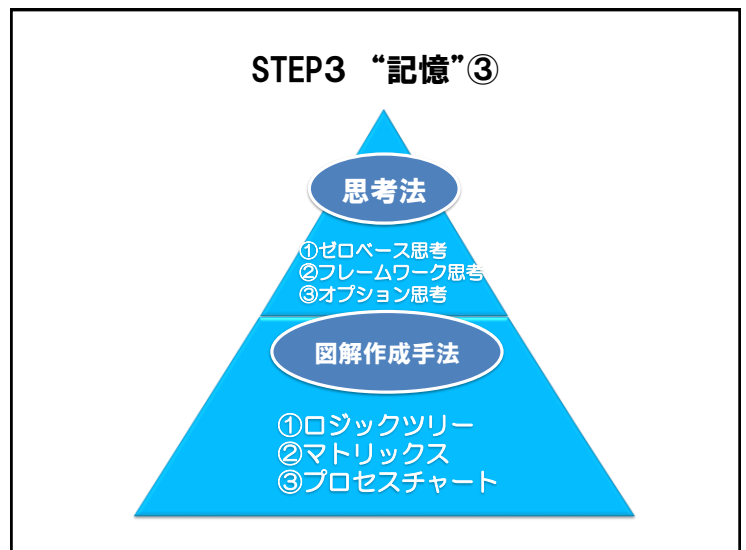 STEP3 “記憶”③
思考法
①ゼロベース思考
②フレームワーク思考
③オプション思考
図解作成手法
①ロジックツリー
②マトリックス
③プロセスチャート